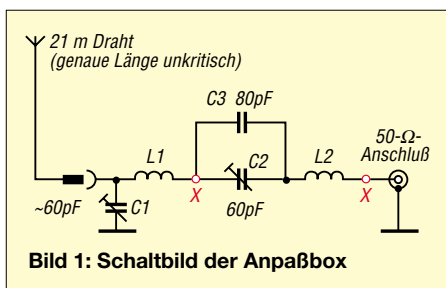 21 m Draht
(genaue Länge unkritisch)
C3 80pF
50-Ω-
Anschluß
L1
C2
L2
X
X
~60pF
C1
60pF
Bild 1: Schaltbild der Anpaßbox